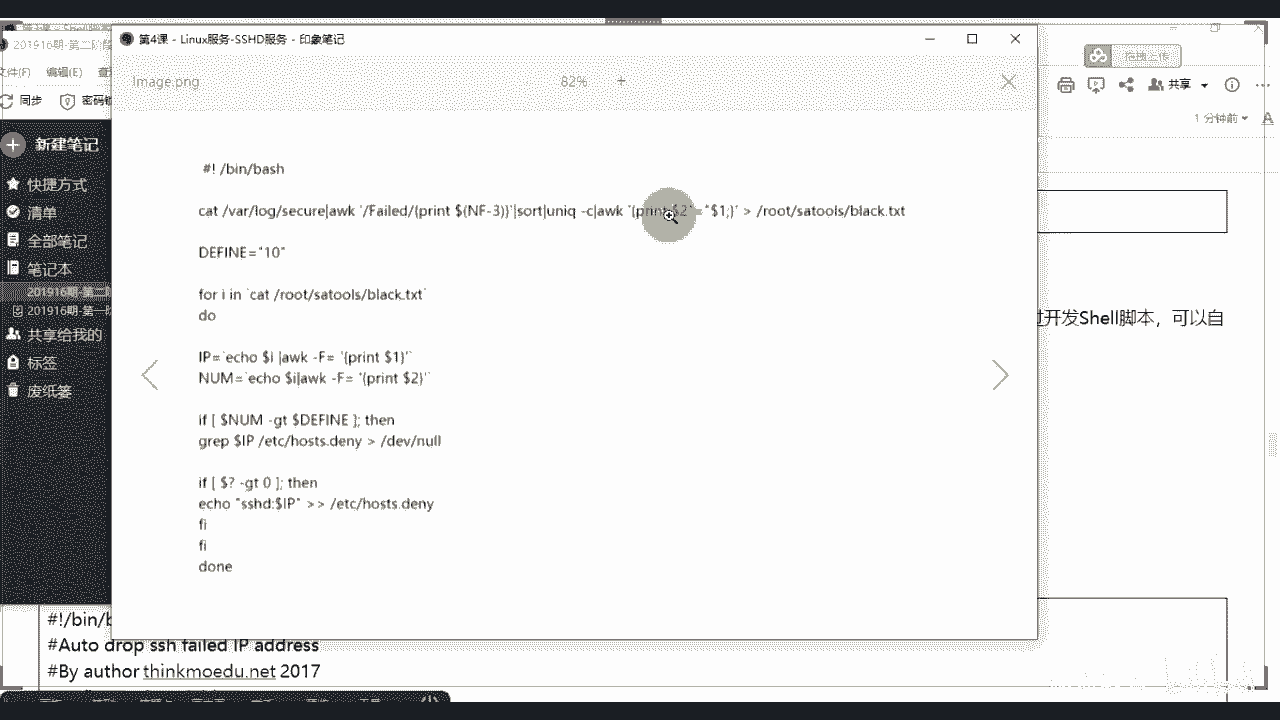 第4课 - Linux服务-SSHD服务 - 印象笔记
Image.png
82%
+
#! /bin/bash
cat /var/log/secure|awk '/Failed/{print $(NF-3)}'|sort|uniq -c|awk '{print $2"="$1;}' > /root/satools/black.txt
DEFINE="10"
for i in `cat /root/satools/black.txt`
do
IP=`echo $i |awk -F= '{print $1}'`
NUM=`echo $i|awk -F= '{print $2}'`
if [ $NUM -gt $DEFINE ]; then
grep $IP /etc/hosts.deny > /dev/null
if [ $? -gt 0 ]; then
echo "sshd:$IP" >> /etc/hosts.deny
fi
fi
done
201916期-第二阶段
文件(F) 编辑(E)
同步
新建笔记
快捷方式
清单
全部笔记
笔记本
201916期-第二
201916期-第一阶
共享给我的
标签
废纸篓
拖拽上传
共享
1 分钟前
开发Shell脚本，可以自
#!/bin/b
#Auto drop ssh failed IP address
#By author thinkmoedu.net 2017